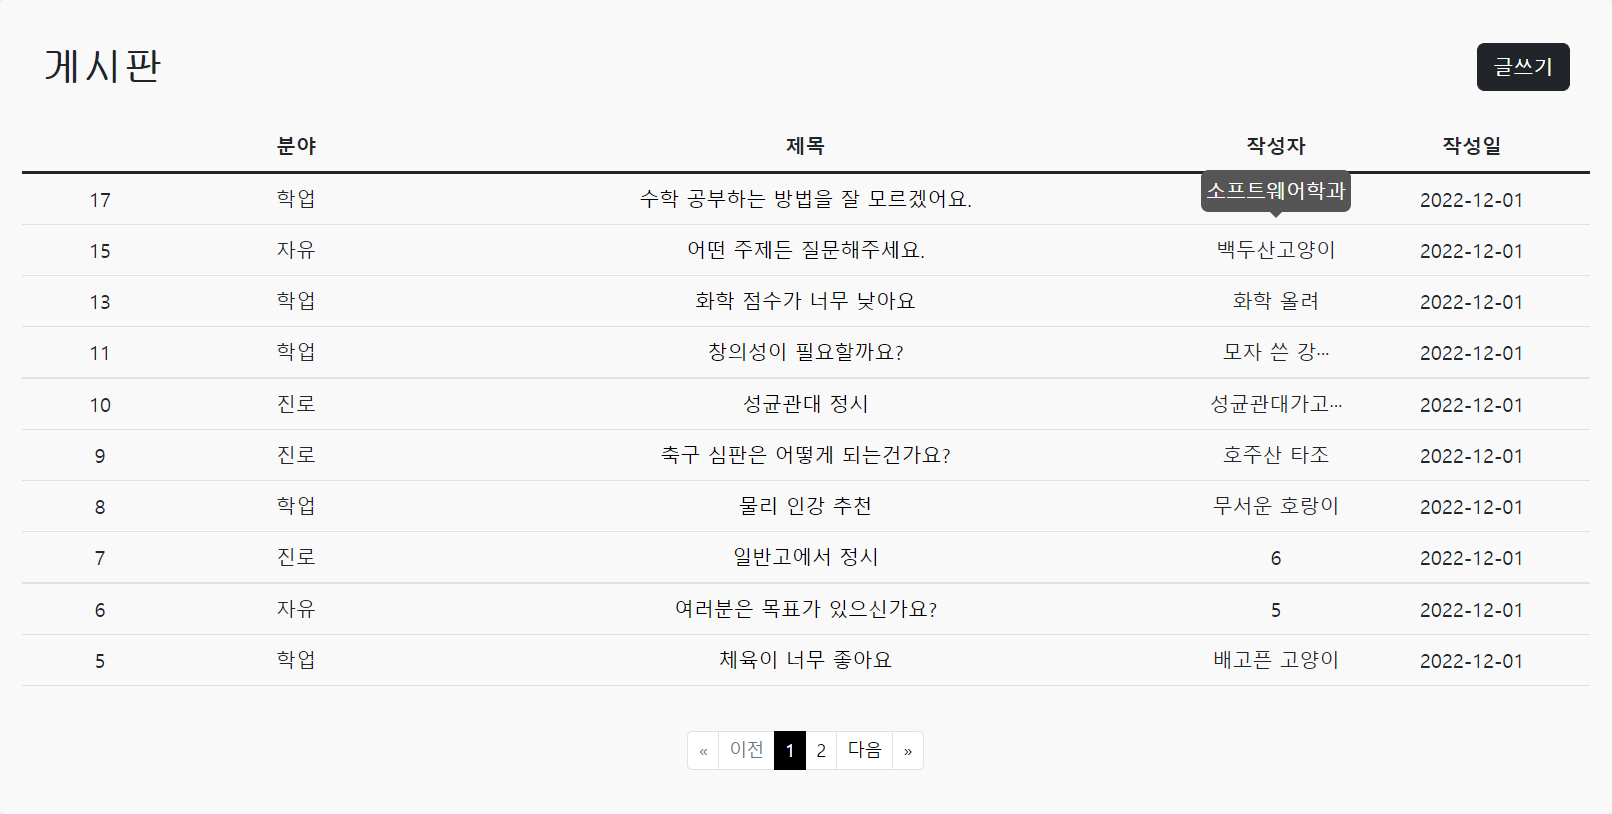 게시판
글쓰기
분야 제목 작성자 작성일
소프트웨어학과
17 학업 수학 공부하는 방법을 잘 모르겠어요. 2022-12-01
15 자유 어떤 주제든 질문해주세요. 백두산고양이 2022-12-01
13 학업 화학 점수가 너무 낮아요 화학 올려 2022-12-01
11 학업 창의성이 필요할까요? 모자 쓴 강… 2022-12-01
10 진로 성균관대 정시 성균관대가고… 2022-12-01
9 진로 축구 심판은 어떻게 되는건가요? 호주산 타조 2022-12-01
8 학업 물리 인강 추천 무서운 호랑이 2022-12-01
7 진로 일반고에서 정시 6 2022-12-01
6 자유 여러분은 목표가 있으신가요? 5 2022-12-01
5 학업 체육이 너무 좋아요 배고픈 고양이 2022-12-01
« 이전 1 2 다음 »